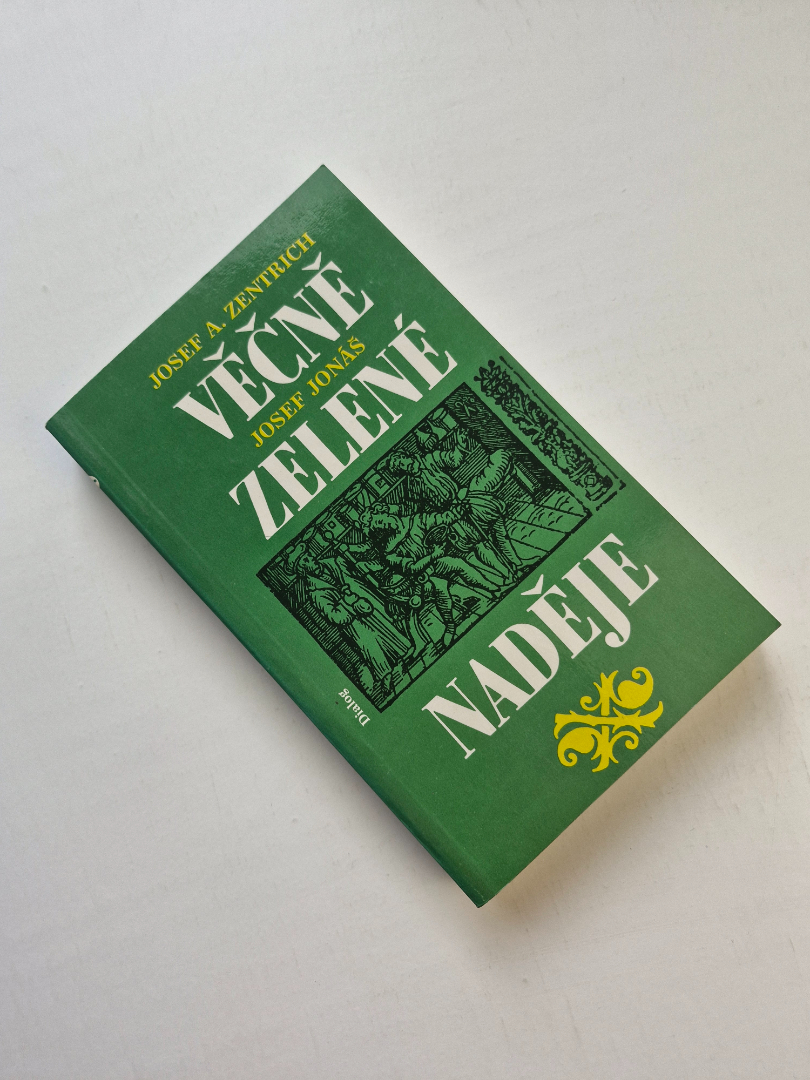 JOSEF A. ZENTRICH
VĚČNĚ
JOSEF JONÁŠ
ZELENÉ
NADĚJE
Dialog